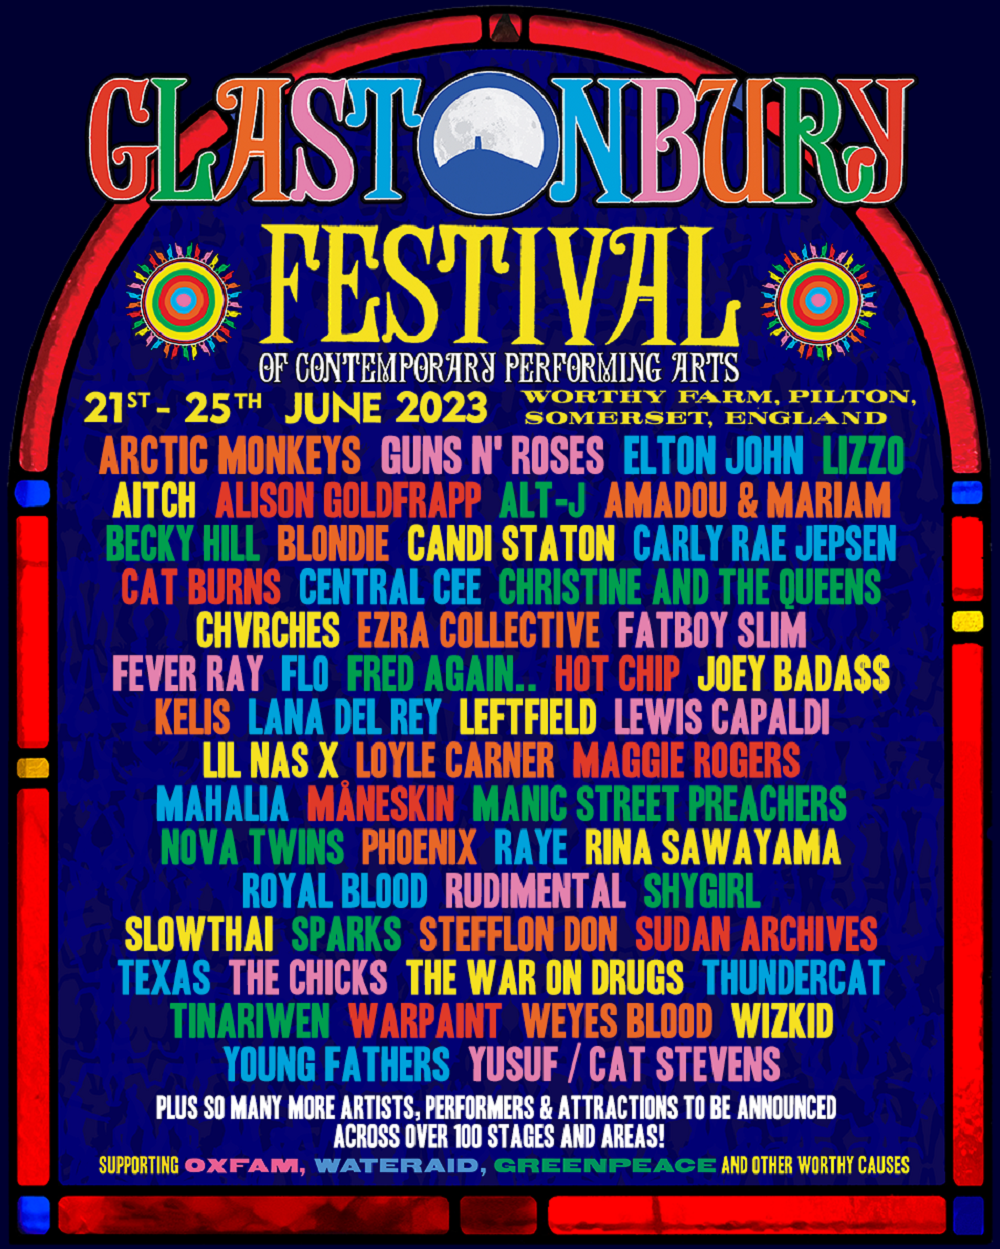 GLASTONBURY
FESTIVAL
OF CONTEMPORARY PERFORMING ARTS
21ST - 25TH JUNE 2023
WORTHY FARM, PILTON,
SOMERSET, ENGLAND
ARCTIC MONKEYS GUNS N' ROSES ELTON JOHN LIZZO
AITCH ALISON GOLDFRAPP ALT-J AMADOU & MARIAM
BECKY HILL BLONDIE CANDI STATON CARLY RAE JEPSEN
CAT BURNS CENTRAL CEE CHRISTINE AND THE QUEENS
CHVRCHES EZRA COLLECTIVE FATBOY SLIM
FEVER RAY FLO FRED AGAIN.. HOT CHIP JOEY BADA$$
KELIS LANA DEL REY LEFTFIELD LEWIS CAPALDI
LIL NAS X LOYLE CARNER MAGGIE ROGERS
MAHALIA MÅNESKIN MANIC STREET PREACHERS
NOVA TWINS PHOENIX RAYE RINA SAWAYAMA
ROYAL BLOOD RUDIMENTAL SHYGIRL
SLOWTHAI SPARKS STEFFLON DON SUDAN ARCHIVES
TEXAS THE CHICKS THE WAR ON DRUGS THUNDERCAT
TINARIWEN WARPAINT WEYES BLOOD WIZKID
YOUNG FATHERS YUSUF / CAT STEVENS
PLUS SO MANY MORE ARTISTS, PERFORMERS & ATTRACTIONS TO BE ANNOUNCED
ACROSS OVER 100 STAGES AND AREAS!
SUPPORTING OXFAM, WATERAID, GREENPEACE AND OTHER WORTHY CAUSES